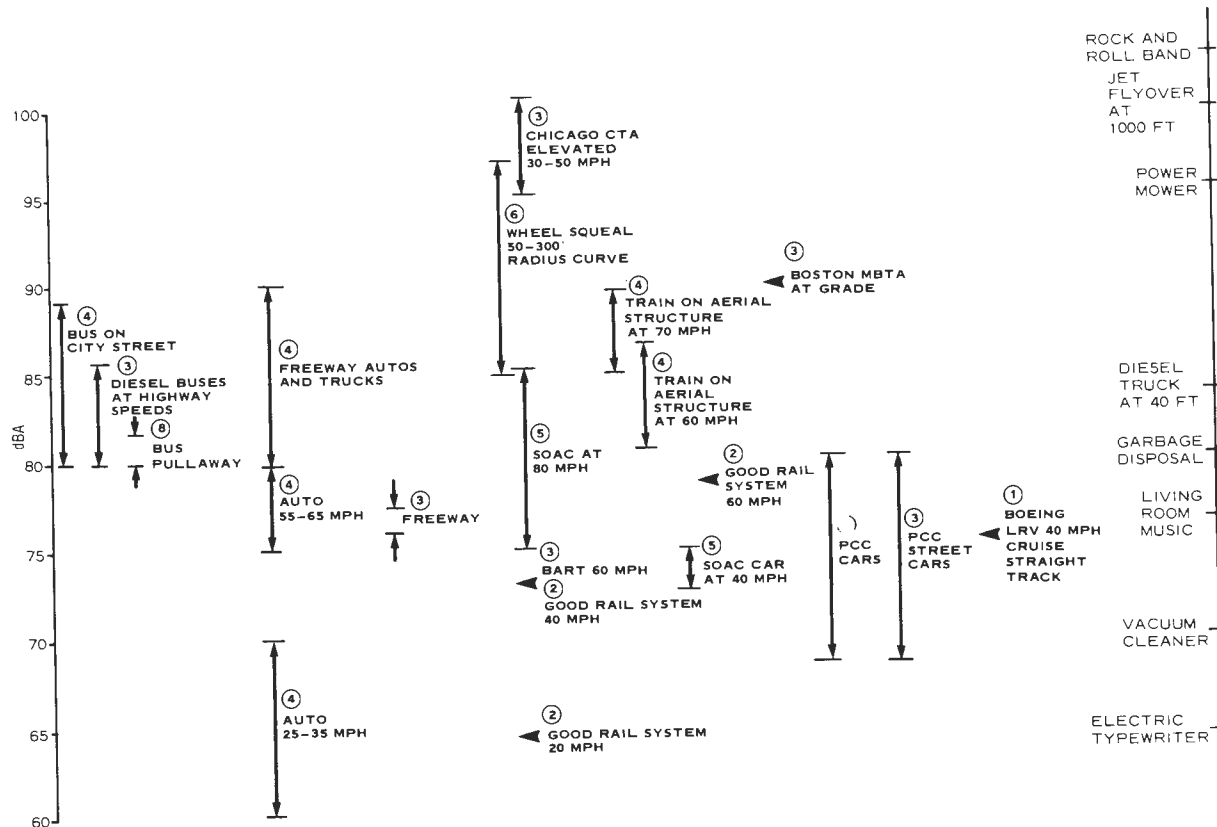 100
95
90
85
80
75
70
65
60
dBA
④
BUS ON
CITY STREET
③
DIESEL BUSES
AT HIGHWAY
SPEEDS
⑧
BUS
PULLAWAY
④
FREEWAY AUTOS
AND TRUCKS
④
AUTO
55–65 MPH
④
AUTO
25–35 MPH
③
FREEWAY
③
CHICAGO CTA
ELEVATED
30–50 MPH
⑥
WHEEL SQUEAL
50–300'
RADIUS CURVE
⑤
SOAC AT
80 MPH
③
BART 60 MPH
②
GOOD RAIL SYSTEM
40 MPH
②
GOOD RAIL SYSTEM
20 MPH
④
TRAIN ON AERIAL
STRUCTURE
AT 70 MPH
④
TRAIN ON
AERIAL
STRUCTURE
AT 60 MPH
③
BOSTON MBTA
AT GRADE
②
GOOD RAIL
SYSTEM
60 MPH
⑤
SOAC CAR
AT 40 MPH
PCC
CARS
③
PCC
STREET
CARS
①
BOEING
LRV 40 MPH
CRUISE
STRAIGHT
TRACK
ROCK AND
ROLL BAND
JET
FLYOVER
AT
1000 FT
POWER
MOWER
DIESEL
TRUCK
AT 40 FT
GARBAGE
DISPOSAL
LIVING
ROOM
MUSIC
VACUUM
CLEANER
ELECTRIC
TYPEWRITER